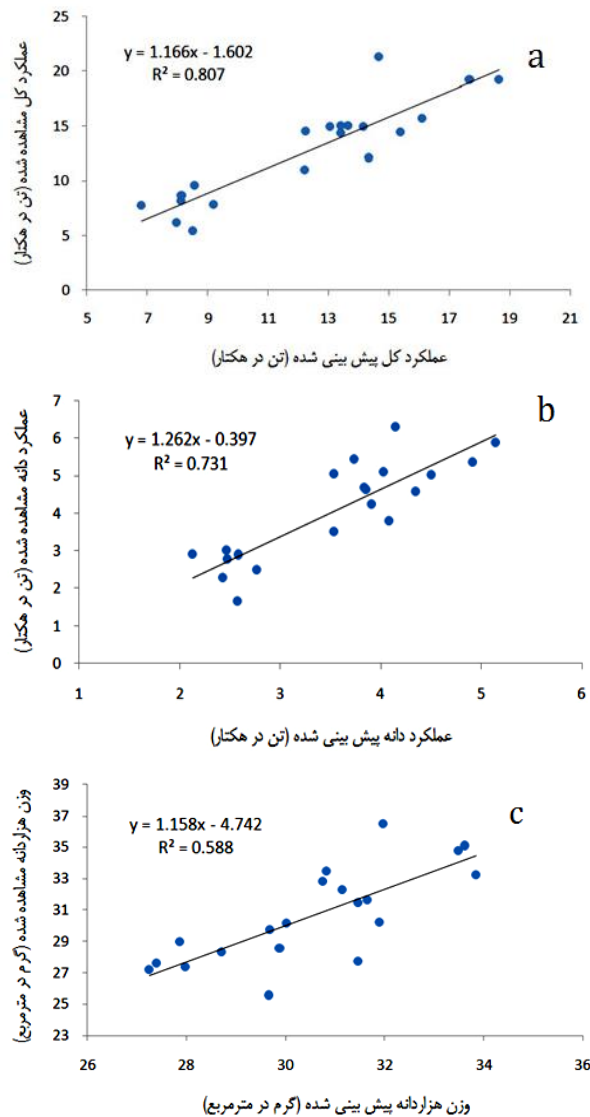 a
y = 1.166x - 1.602
R² = 0.807
عملکرد کل مشاهده شده (تن در هکتار)
25
20
15
10
5
0
5 7 9 11 13 15 17 19 21
عملکرد کل پیش بینی شده (تن در هکتار)
b
y = 1.262x - 0.397
R² = 0.731
عملکرد دانه مشاهده شده (تن در هکتار)
7
6
5
4
3
2
1
0
1 2 3 4 5 6
عملکرد دانه پیش بینی شده (تن در هکتار)
c
y = 1.158x - 4.742
R² = 0.588
وزن هزاردانه مشاهده شده (گرم در مترمربع)
39
37
35
33
31
29
27
25
23
26 28 30 32 34 36
وزن هزاردانه پیش بینی شده (گرم در مترمربع)